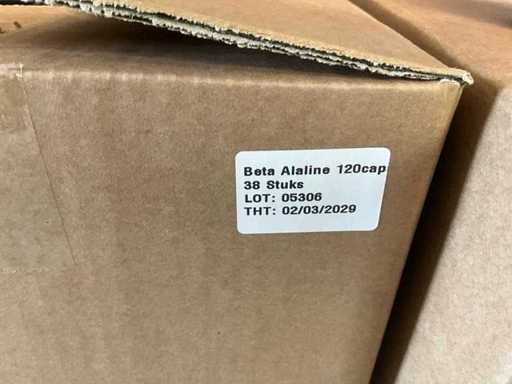 Beta Alaline 120cap
38 Stuks
LOT: 05306
THT: 02/03/2029